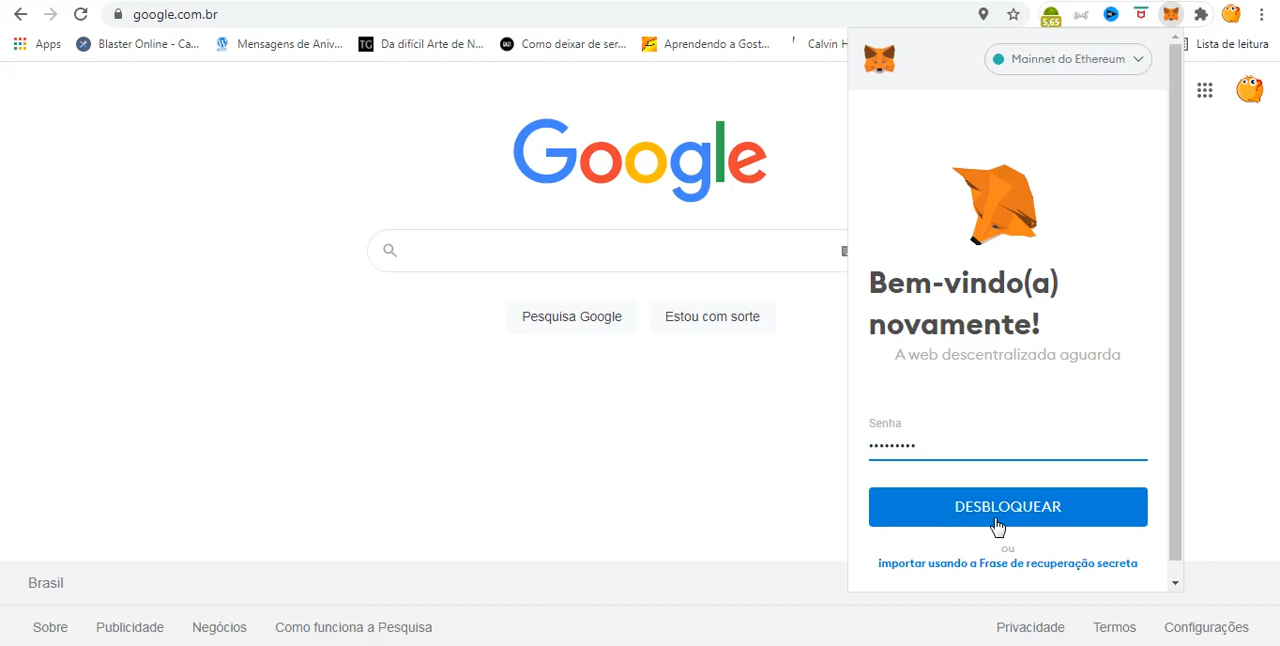 google.com.br
5,65
Apps
Blaster Online - Ca...
Mensagens de Aniv...
TG
Da difícil Arte de N...
Como deixar de ser...
Aprendendo a Gost...
Calvin H
Lista de leitura
Mainnet do Ethereum
Google
Bem-vindo(a)
novamente!
A web descentralizada aguarda
Pesquisa Google
Estou com sorte
Senha
•••••••••
DESBLOQUEAR
ou
importar usando a Frase de recuperação secreta
Brasil
Sobre
Publicidade
Negócios
Como funciona a Pesquisa
Privacidade
Termos
Configurações